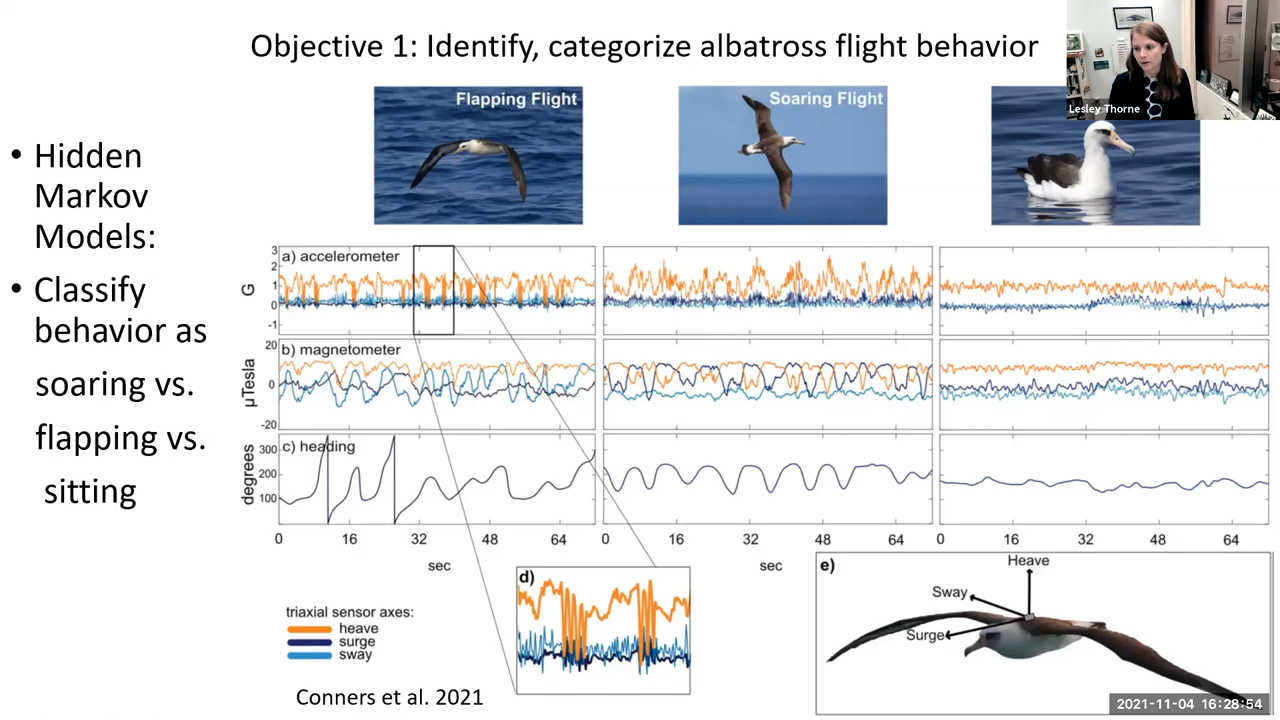 Objective 1: Identify, categorize albatross flight behavior
Lesley Thorne
• Hidden
Markov
Models:
• Classify
behavior as
soaring vs.
flapping vs.
sitting
Flapping Flight
Soaring Flight
a) accelerometer
G
3
2
1
0
-1
b) magnetometer
µTesla
20
0
-20
c) heading
degrees
300
200
100
0 16 32 48 64
0 16 32 48 64
0 16 32 48 64
sec
sec
triaxial sensor axes:
heave
surge
sway
d)
e)
Heave
Sway
Surge
Conners et al. 2021
2021-11-04 16:28:54